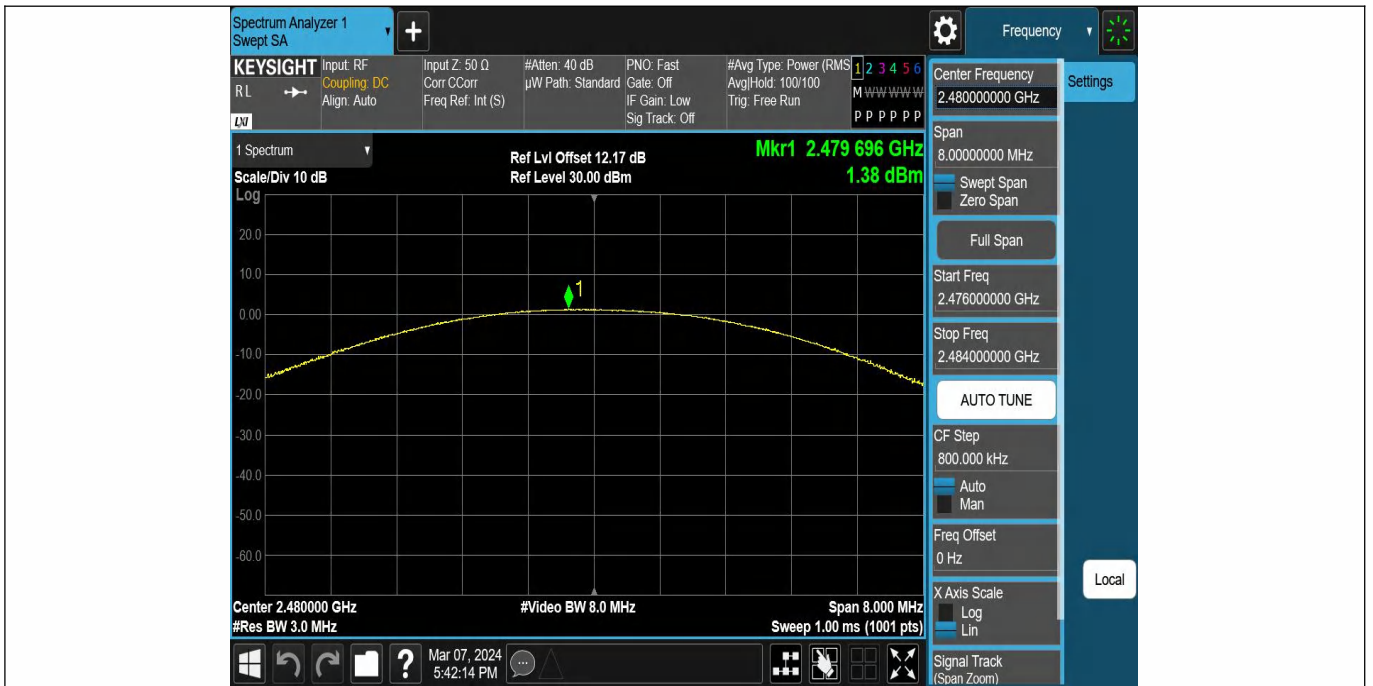 Spectrum Analyzer 1
Swept SA
+
Frequency
KEYSIGHT
RL
LXI
Input: RF
Coupling: DC
Align: Auto
Input Z: 50 Ω
Corr CCorr
Freq Ref: Int (S)
#Atten: 40 dB
µW Path: Standard
PNO: Fast
Gate: Off
IF Gain: Low
Sig Track: Off
#Avg Type: Power (RMS
Avg|Hold: 100/100
Trig: Free Run
1 2 3 4 5 6
M W W W W W
P P P P P P
1 Spectrum
Scale/Div 10 dB
Ref Lvl Offset 12.17 dB
Ref Level 30.00 dBm
Mkr1 2.479 696 GHz
1.38 dBm
Log
20.0
10.0
0.00
-10.0
-20.0
-30.0
-40.0
-50.0
-60.0
1
Center 2.480000 GHz
#Res BW 3.0 MHz
#Video BW 8.0 MHz
Span 8.000 MHz
Sweep 1.00 ms (1001 pts)
Center Frequency
2.480000000 GHz
Span
8.00000000 MHz
Swept Span
Zero Span
Full Span
Start Freq
2.476000000 GHz
Stop Freq
2.484000000 GHz
AUTO TUNE
CF Step
800.000 kHz
Auto
Man
Freq Offset
0 Hz
X Axis Scale
Log
Lin
Signal Track
(Span Zoom)
Settings
Local
?
Mar 07, 2024
5:42:14 PM